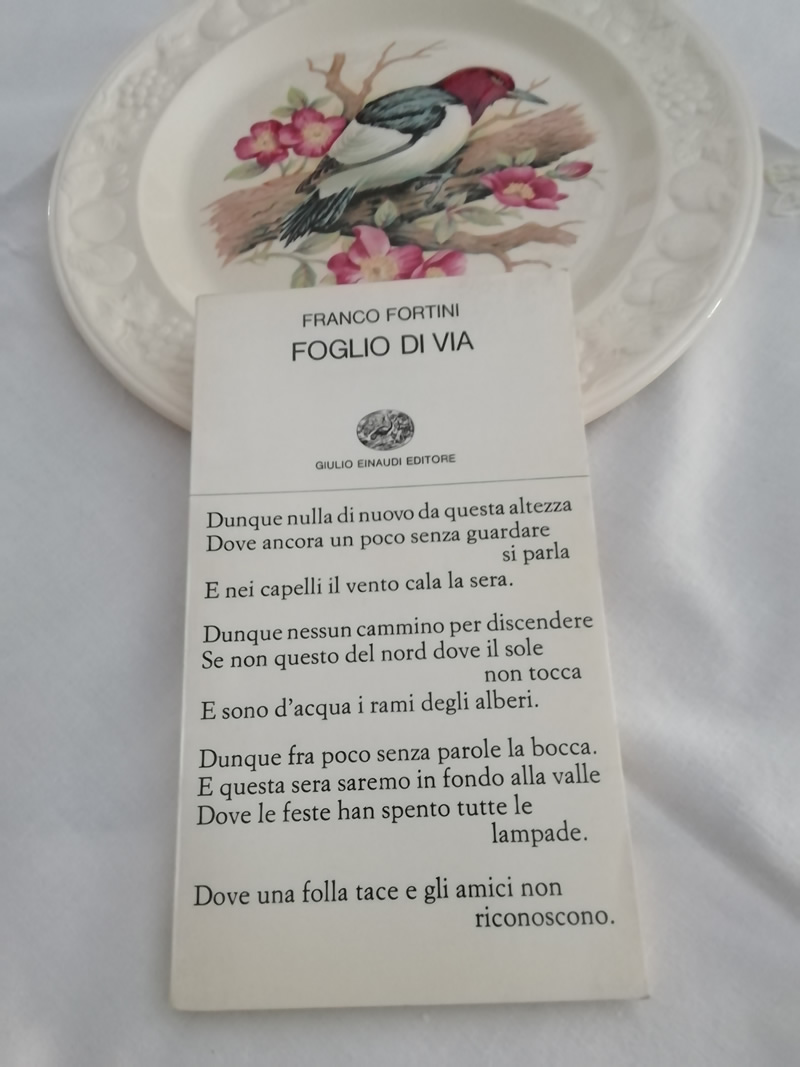 FRANCO FORTINI
FOGLIO DI VIA
GIULIO EINAUDI EDITORE
Dunque nulla di nuovo da questa altezza
Dove ancora un poco senza guardare
si parla
E nei capelli il vento cala la sera.
Dunque nessun cammino per discendere
Se non questo del nord dove il sole
non tocca
E sono d'acqua i rami degli alberi.
Dunque fra poco senza parole la bocca.
E questa sera saremo in fondo alla valle
Dove le feste han spento tutte le
lampade.
Dove una folla tace e gli amici non
riconoscono.